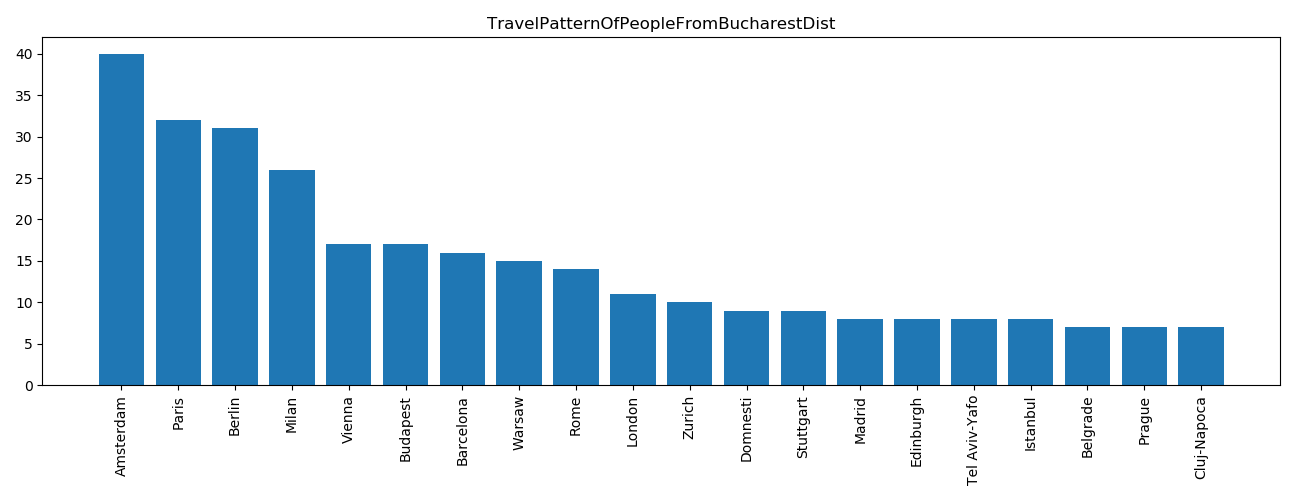 TravelPatternOfPeopleFromBucharestDist
40
35
30
25
20
15
10
5
0
Amsterdam
Paris
Berlin
Milan
Vienna
Budapest
Barcelona
Warsaw
Rome
London
Zurich
Domnesti
Stuttgart
Madrid
Edinburgh
Tel Aviv-Yafo
Istanbul
Belgrade
Prague
Cluj-Napoca